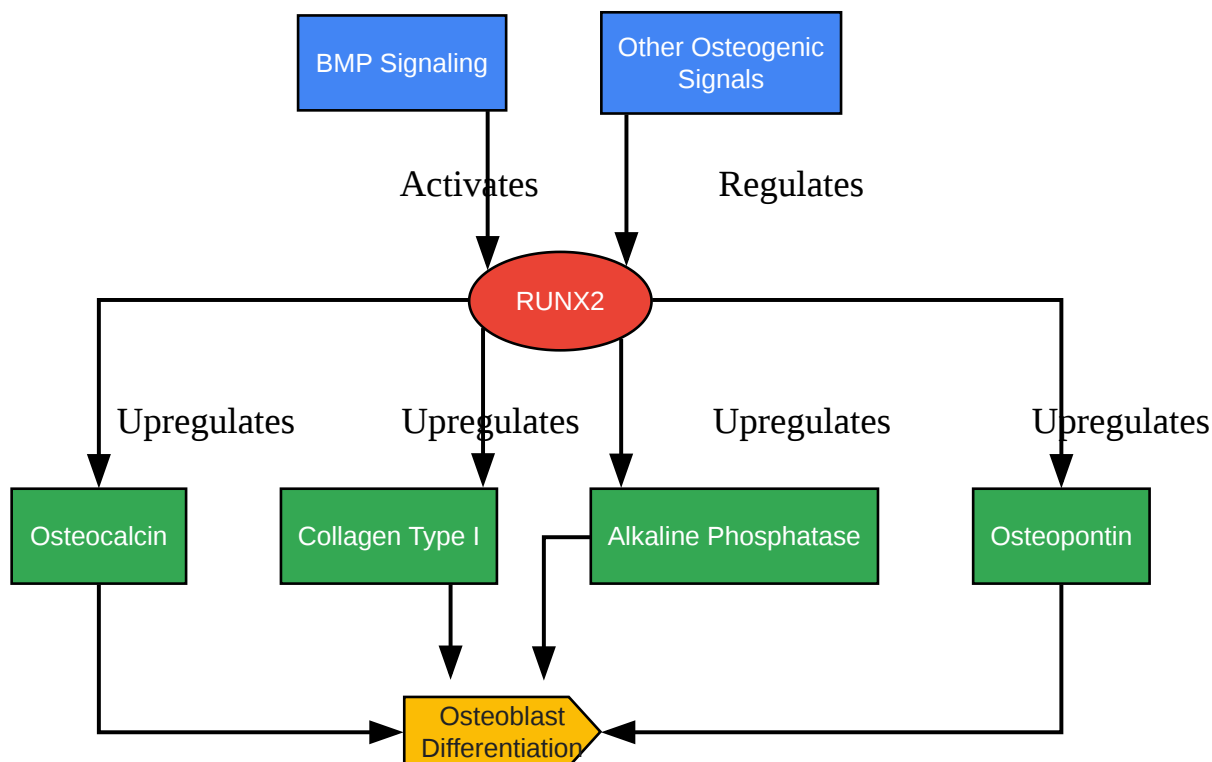 BMP Signaling
Other Osteogenic
Signals
Activates
Regulates
RUNX2
Upregulates
Upregulates
Upregulates
Upregulates
Osteocalcin
Collagen Type I
Alkaline Phosphatase
Osteopontin
Osteoblast
Differentiation